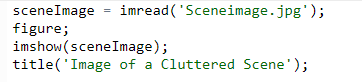 sceneImage = imread('Sceneimage.jpg');
figure;
imshow(sceneImage);
title('Image of a Cluttered Scene');